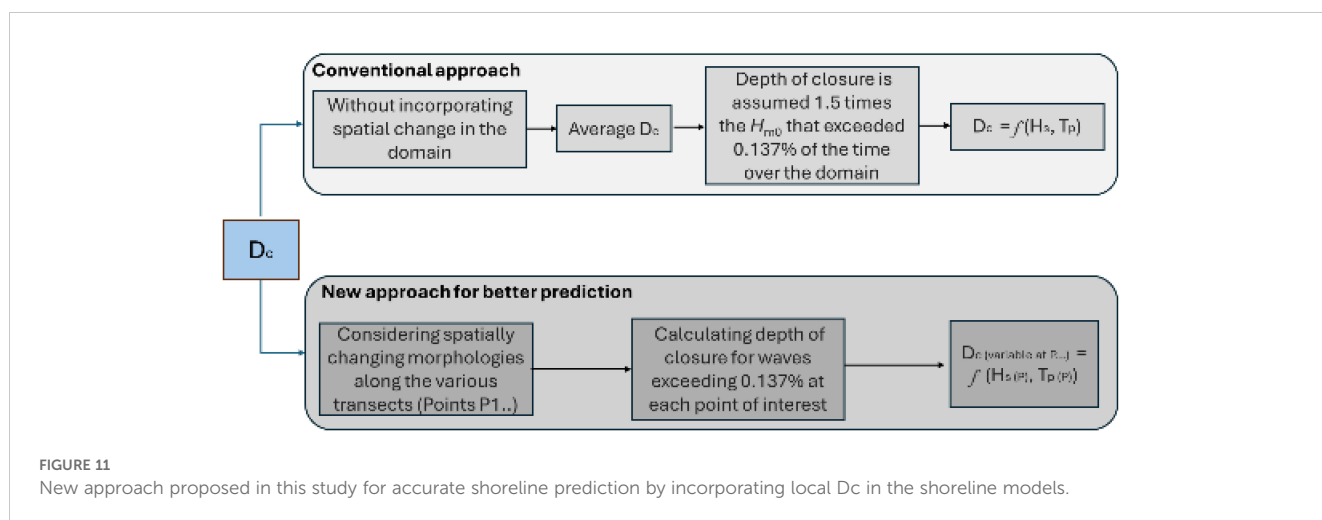 Conventional approach
Without incorporating
spatial change in the
domain
Average Dc
Depth of closure is
assumed 1.5 times
the Hm0 that exceeded
0.137% of the time
over the domain
Dc = f(Hs, Tp)
Dc
New approach for better prediction
Considering spatially
changing morphologies
along the various
transects (Points P1..)
Calculating depth of
closure for waves
exceeding 0.137% at
each point of interest
Dc (variable at P...) =
f (Hs (P), Tp (P))
FIGURE 11
New approach proposed in this study for accurate shoreline prediction by incorporating local Dc in the shoreline models.